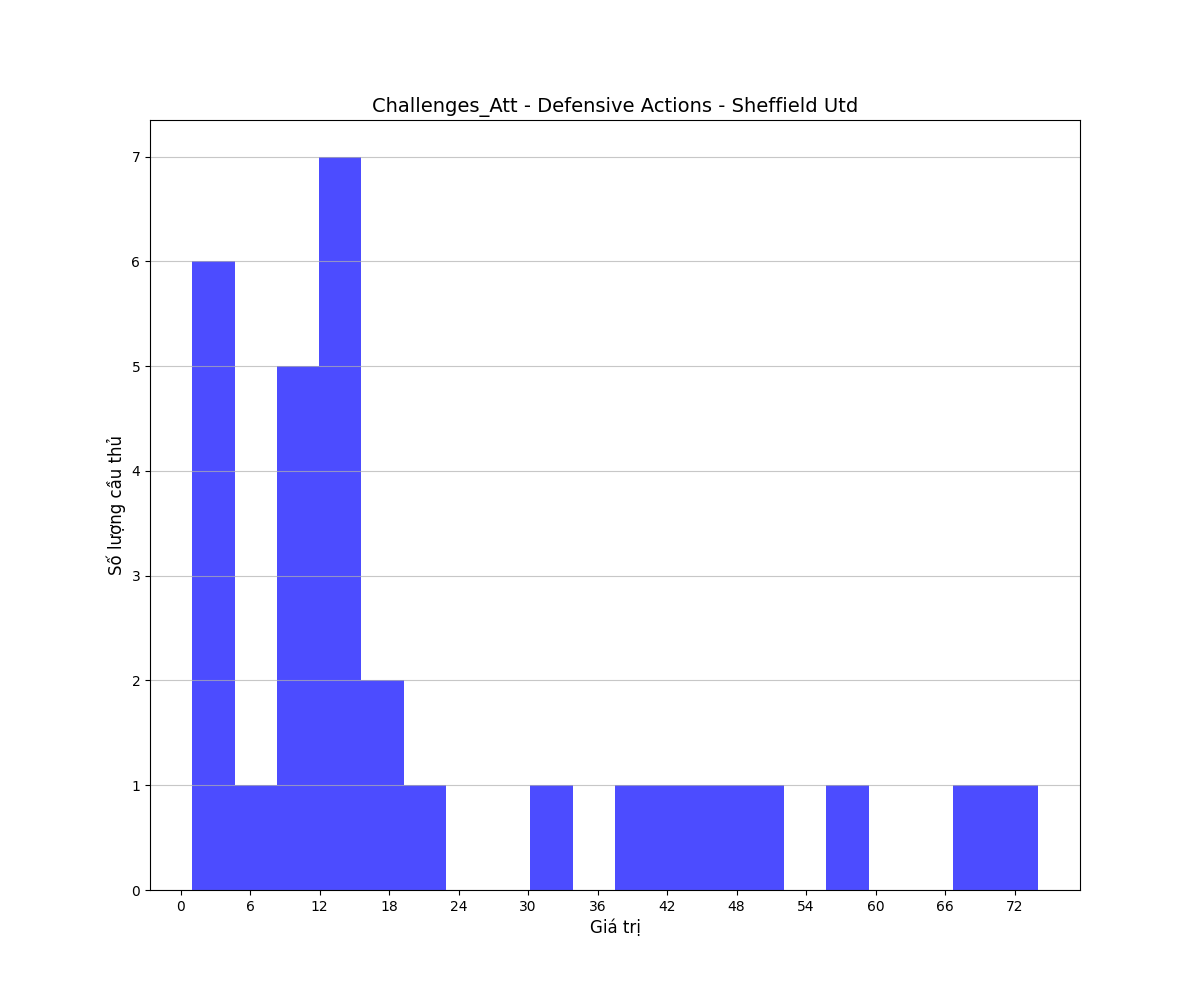 Challenges_Att - Defensive Actions - Sheffield Utd
7
6
5
4
3
2
1
0
Số lượng cầu thủ
0 6 12 18 24 30 36 42 48 54 60 66 72
Giá trị